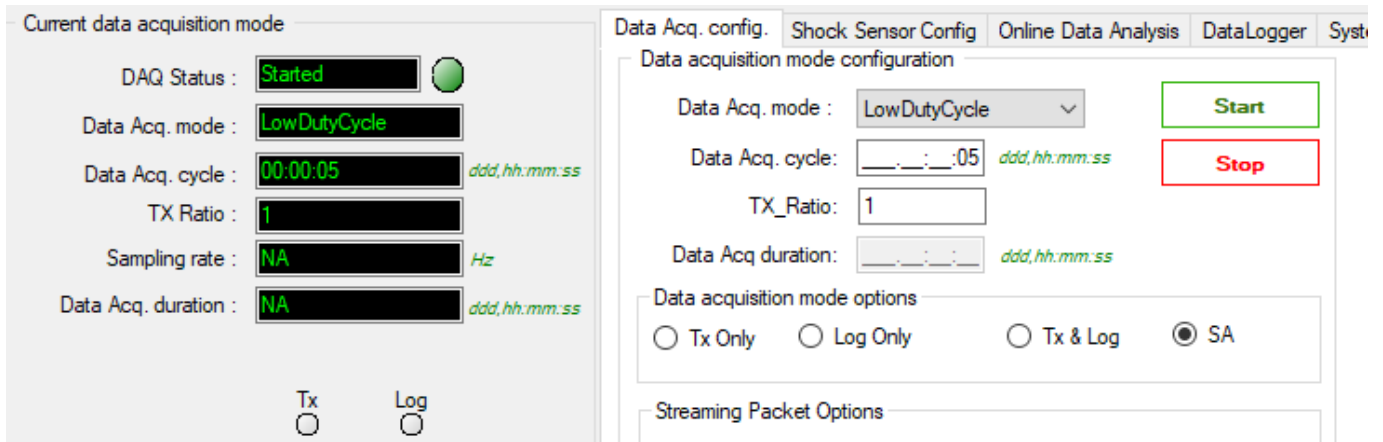 Current data acquisition mode
DAQ Status : Started
Data Acq. mode : LowDutyCycle
Data Acq. cycle : 00:00:05 ddd,hh:mm:ss
TX Ratio : 1
Sampling rate : NA Hz
Data Acq. duration : NA ddd,hh:mm:ss
Tx Log
Data Acq. config. Shock Sensor Config Online Data Analysis DataLogger Syste
Data acquisition mode configuration
Data Acq. mode : LowDutyCycle Start
Data Acq. cycle: ___.__:__:05 ddd,hh:mm:ss Stop
TX_Ratio: 1
Data Acq duration: ___.__:__:__ ddd,hh:mm:ss
Data acquisition mode options
Tx Only Log Only Tx & Log SA
Streaming Packet Options